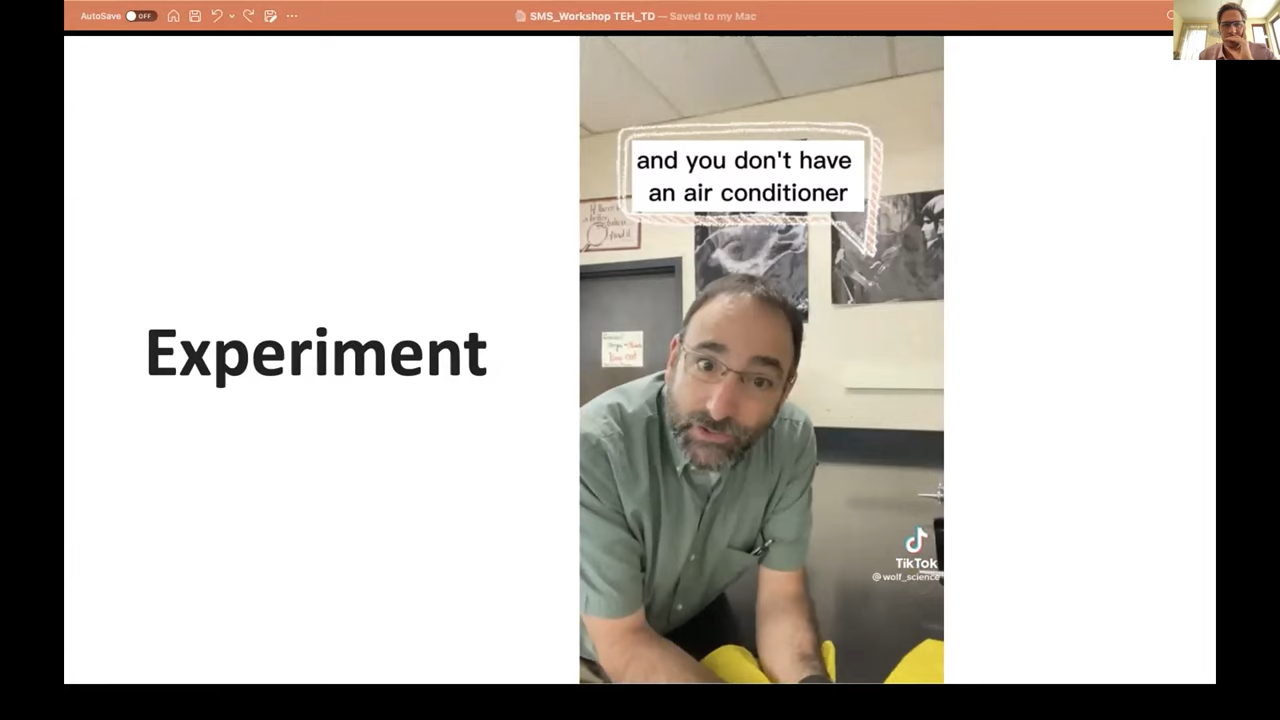 AutoSave OFF
SMS_Workshop TEH_TD — Saved to my Mac
and you don't have
an air conditioner
Experiment
TikTok
@wolf_science